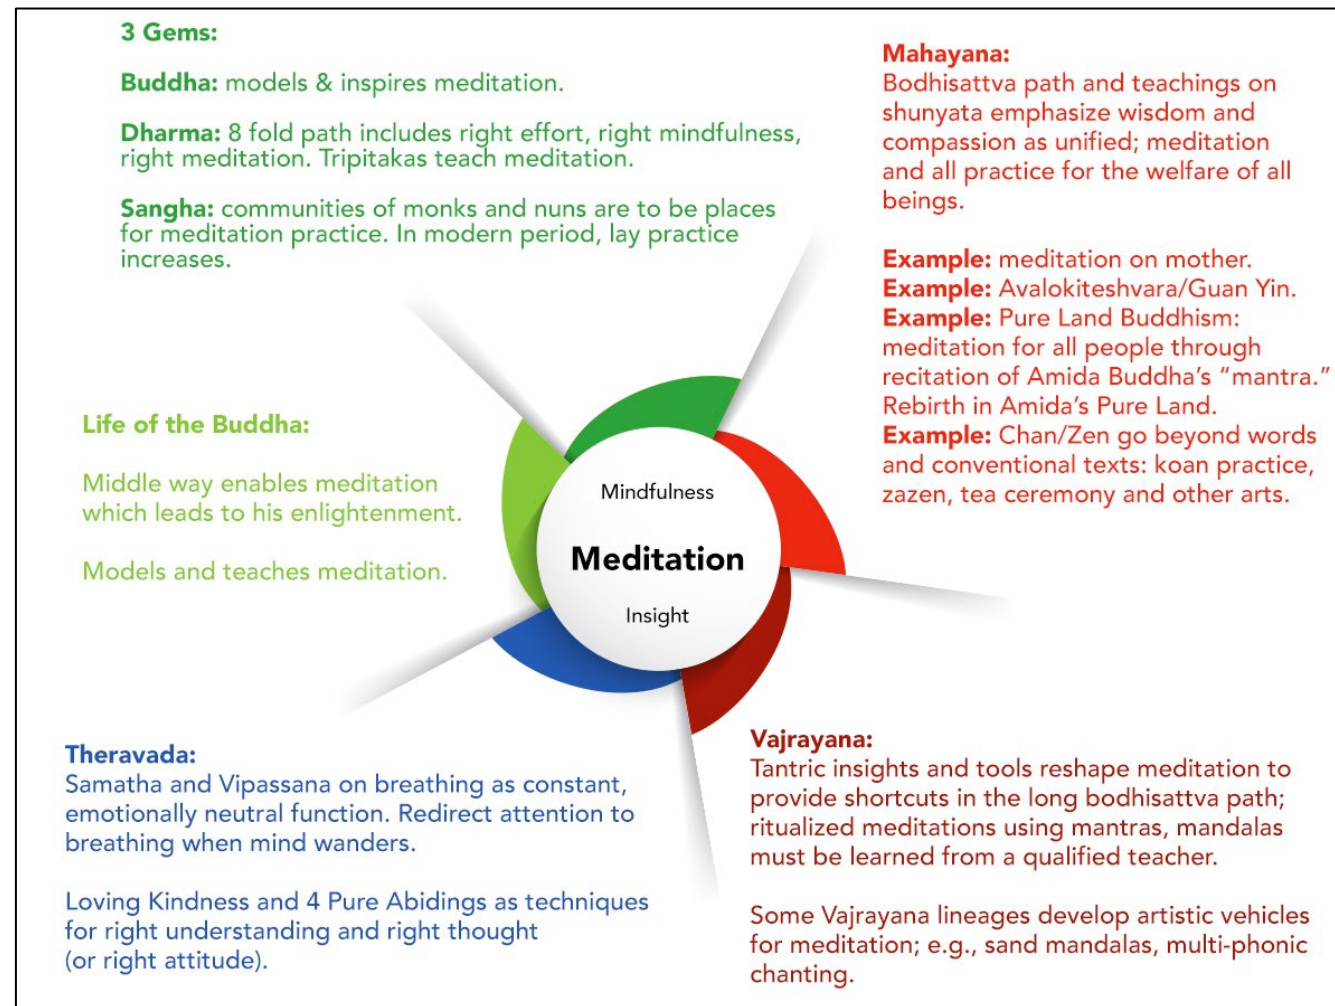 3 Gems:
Buddha: models & inspires meditation.
Dharma: 8 fold path includes right effort, right mindfulness,
right meditation. Tripitakas teach meditation.
Sangha: communities of monks and nuns are to be places
for meditation practice. In modern period, lay practice
increases.
Mahayana:
Bodhisattva path and teachings on
shunyata emphasize wisdom and
compassion as unified; meditation
and all practice for the welfare of all
beings.
Example: meditation on mother.
Example: Avalokiteshvara/Guan Yin.
Example: Pure Land Buddhism:
meditation for all people through
recitation of Amida Buddha’s “mantra.”
Rebirth in Amida’s Pure Land.
Example: Chan/Zen go beyond words
and conventional texts: koan practice,
zazen, tea ceremony and other arts.
Life of the Buddha:
Middle way enables meditation
which leads to his enlightenment.
Models and teaches meditation.
Mindfulness
Meditation
Insight
Theravada:
Samatha and Vipassana on breathing as constant,
emotionally neutral function. Redirect attention to
breathing when mind wanders.
Loving Kindness and 4 Pure Abidings as techniques
for right understanding and right thought
(or right attitude).
Vajrayana:
Tantric insights and tools reshape meditation to
provide shortcuts in the long bodhisattva path;
ritualized meditations using mantras, mandalas
must be learned from a qualified teacher.
Some Vajrayana lineages develop artistic vehicles
for meditation; e.g., sand mandalas, multi-phonic
chanting.